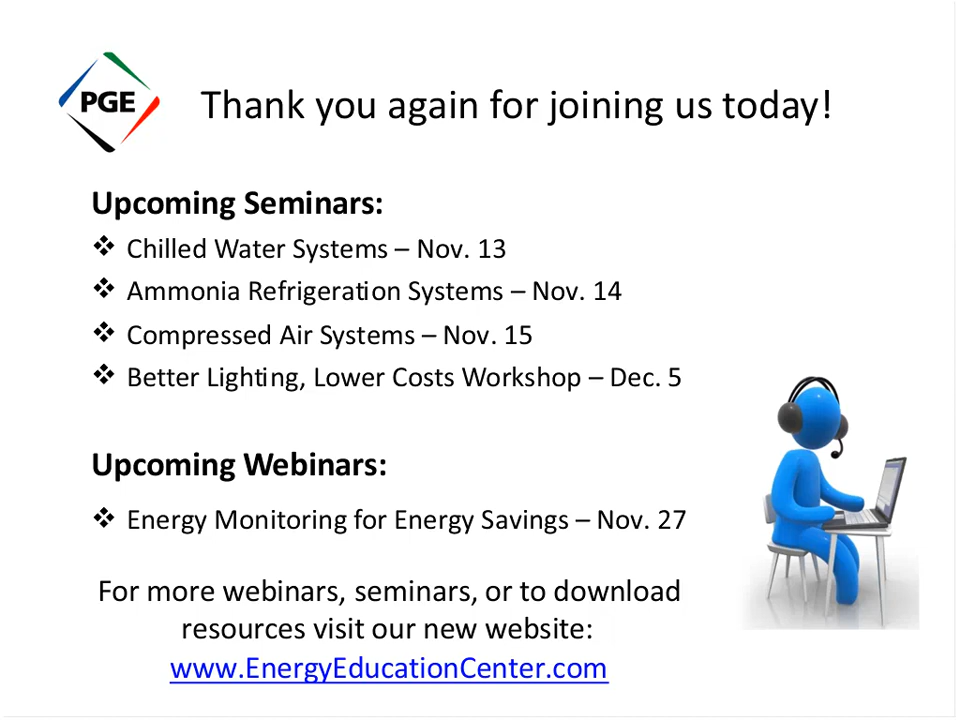 PGE
Thank you again for joining us today!
Upcoming Seminars:
❖ Chilled Water Systems – Nov. 13
❖ Ammonia Refrigeration Systems – Nov. 14
❖ Compressed Air Systems – Nov. 15
❖ Better Lighting, Lower Costs Workshop – Dec. 5
Upcoming Webinars:
❖ Energy Monitoring for Energy Savings – Nov. 27
For more webinars, seminars, or to download
resources visit our new website:
www.EnergyEducationCenter.com